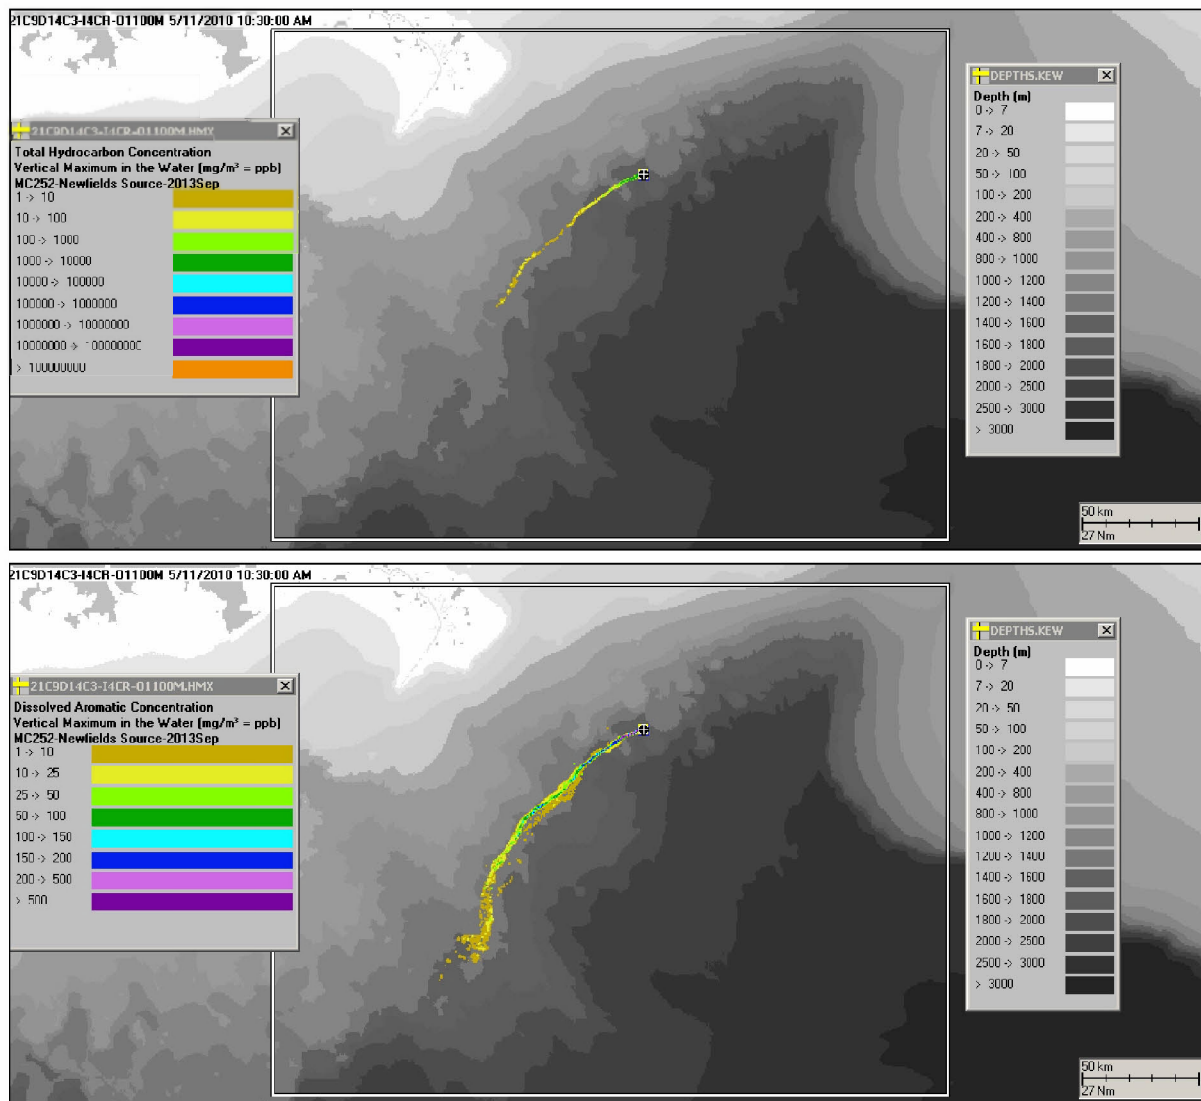 21C9D14C3-I4CR-01100M 5/11/2010 10:30:00 AM
21C9D14C3-I4CR-01100M.HMX
Total Hydrocarbon Concentration
Vertical Maximum in the Water (mg/m³ = ppb)
MC252-Newfields Source-2013Sep
1 -> 10
10 -> 100
100 -> 1000
1000 -> 10000
10000 -> 100000
100000 -> 1000000
1000000 -> 10000000
10000000 -> 100000000
> 100000000
DEPTHS.KEW
Depth (m)
0 -> 7
7 -> 20
20 -> 50
50 -> 100
100 -> 200
200 -> 400
400 -> 800
800 -> 1000
1000 -> 1200
1200 -> 1400
1400 -> 1600
1600 -> 1800
1800 -> 2000
2000 -> 2500
2500 -> 3000
> 3000
50 km
27 Nm
21C9D14C3-I4CR-01100M 5/11/2010 10:30:00 AM
21C9D14C3-I4CR-01100M.HMX
Dissolved Aromatic Concentration
Vertical Maximum in the Water (mg/m³ = ppb)
MC252-Newfields Source-2013Sep
1 -> 10
10 -> 25
25 -> 50
50 -> 100
100 -> 150
150 -> 200
200 -> 500
> 500
DEPTHS.KEW
Depth (m)
0 -> 7
7 -> 20
20 -> 50
50 -> 100
100 -> 200
200 -> 400
400 -> 800
800 -> 1000
1000 -> 1200
1200 -> 1400
1400 -> 1600
1600 -> 1800
1800 -> 2000
2000 -> 2500
2500 -> 3000
> 3000
50 km
27 Nm